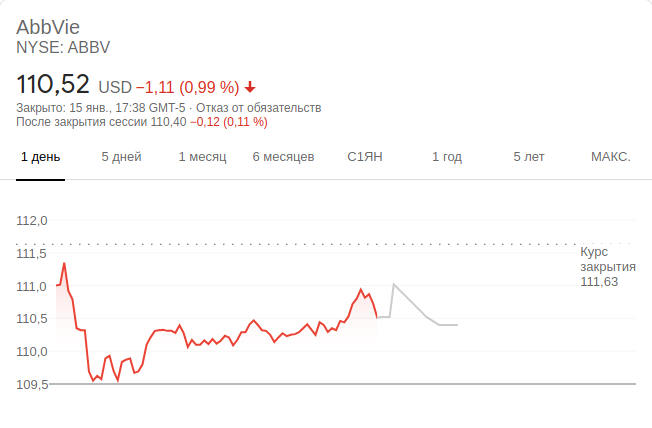 AbbVie
NYSE: ABBV
110,52 USD −1,11 (0,99 %)
Закрыто: 15 янв., 17:38 GMT-5 · Отказ от обязательств
После закрытия сессии 110,40 −0,12 (0,11 %)
1 день 5 дней 1 месяц 6 месяцев С1ЯН 1 год 5 лет МАКС.
112,0
111,5
111,0
110,5
110,0
109,5
Курс
закрытия
111,63